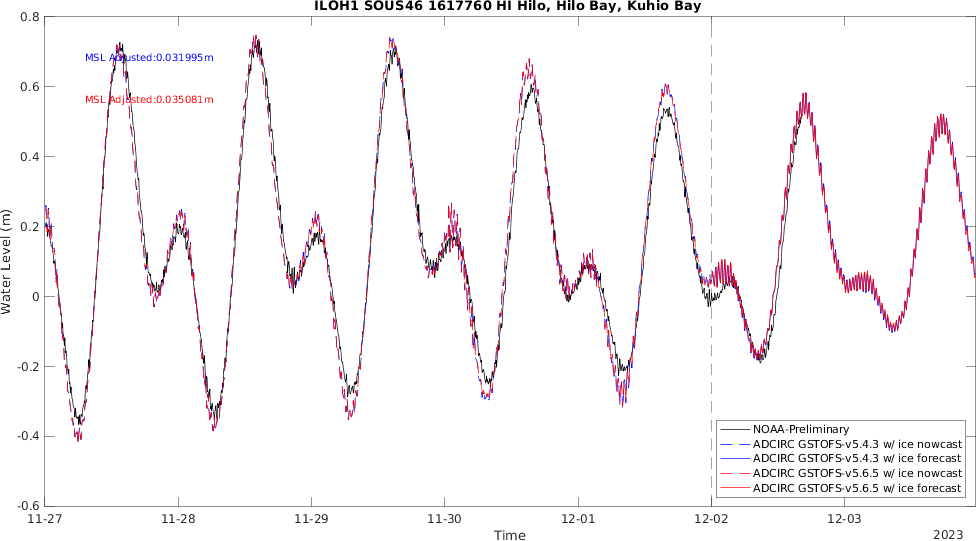 ILOH1 SOUS46 1617760 HI Hilo, Hilo Bay, Kuhio Bay
0.8
MSL Adjusted:0.031995m
0.6
MSL Adjusted:0.035081m
0.4
0.2
Water Level (m)
0
-0.2
-0.4
NOAA-Preliminary
ADCIRC GSTOFS-v5.4.3 w/ ice nowcast
ADCIRC GSTOFS-v5.4.3 w/ ice forecast
ADCIRC GSTOFS-v5.6.5 w/ ice nowcast
ADCIRC GSTOFS-v5.6.5 w/ ice forecast
-0.6
11-27 11-28 11-29 11-30 12-01 12-02 12-03
Time
2023